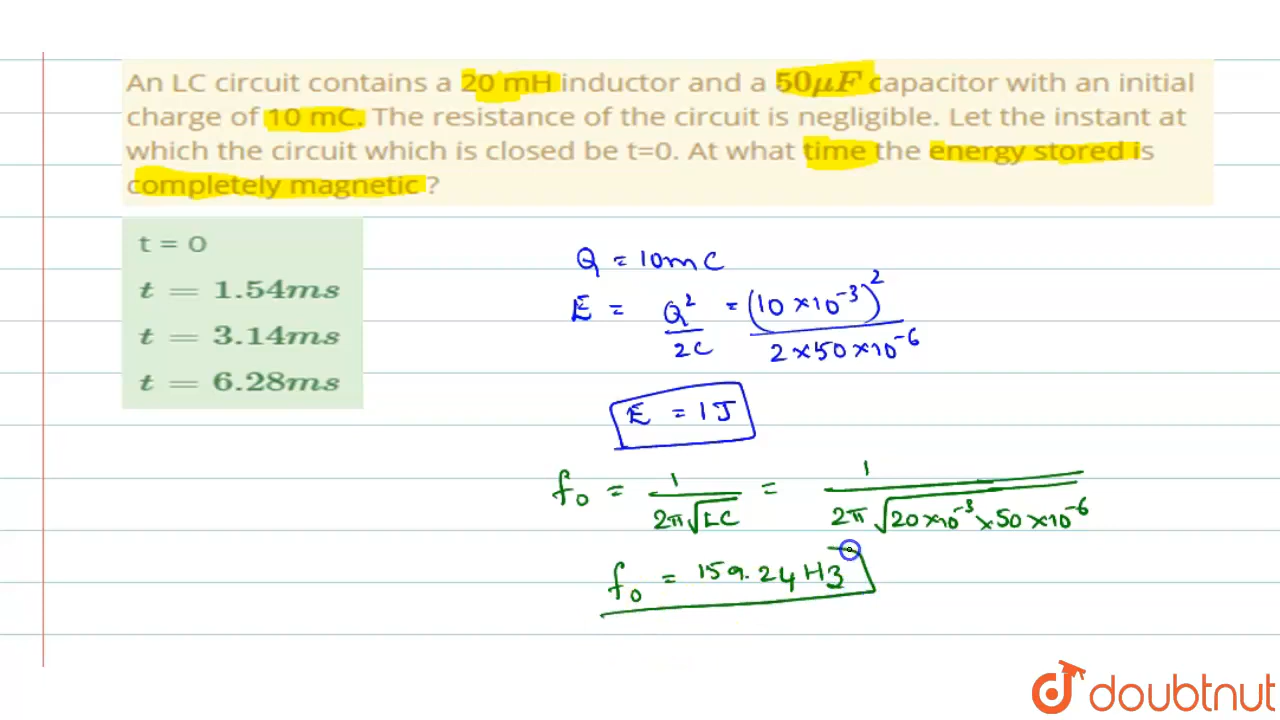 An LC circuit contains a 20 mH inductor and a 50μF capacitor with an initial
charge of 10 mC. The resistance of the circuit is negligible. Let the instant at
which the circuit which is closed be t=0. At what time the energy stored is
completely magnetic ?
t = 0
t = 1.54ms
t = 3.14ms
t = 6.28ms
Q = 10mC
E = Q²/2C = (10 × 10⁻³)²/2 × 50 × 10⁻⁶
E = 1J
f₀ = 1/2π√LC = 1/2π√20×10⁻³ × 50×10⁻⁶
f₀ = 159.24 Hz
doubtnut